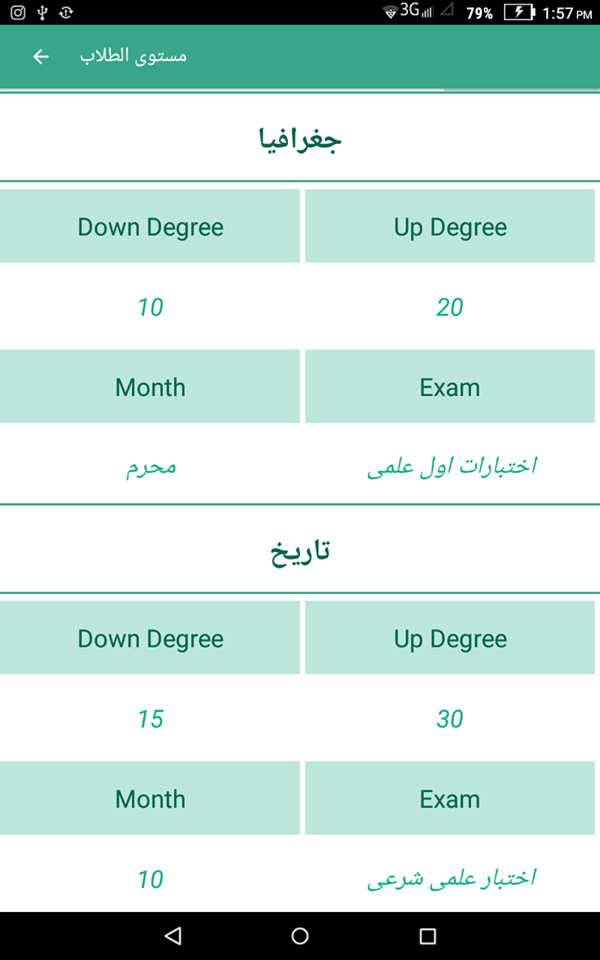 3G 79% 1:57 PM
مستوى الطلاب
جغرافيا
Down Degree Up Degree
10 20
Month Exam
محرم اختبارات اول علمى
تاريخ
Down Degree Up Degree
15 30
Month Exam
10 اختبار علمى شرعى